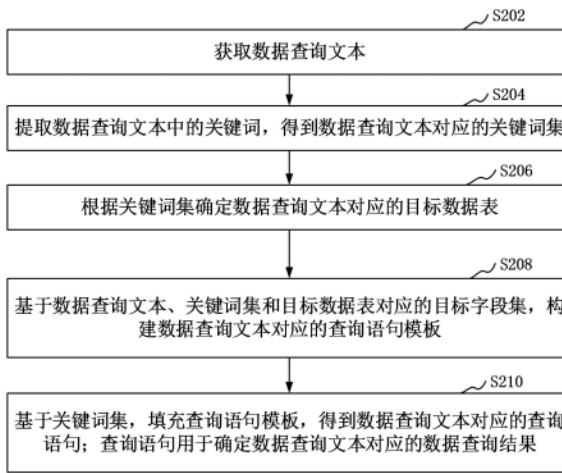 S202
获取数据查询文本
S204
提取数据查询文本中的关键词，得到数据查询文本对应的关键词集
S206
根据关键词集确定数据查询文本对应的目标数据表
S208
基于数据查询文本、关键词集和目标数据表对应的目标字段集，构
建数据查询文本对应的查询语句模板
S210
基于关键词集，填充查询语句模板，得到数据查询文本对应的查询
语句；查询语句用于确定数据查询文本对应的数据查询结果